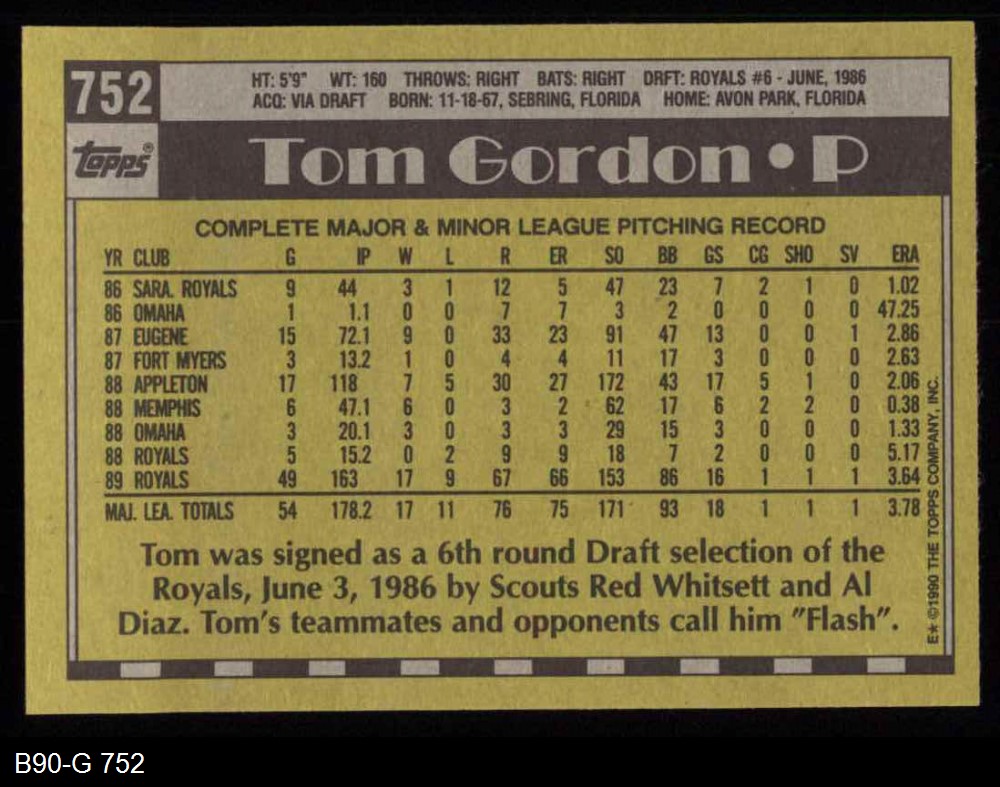 752
HT: 5'9" WT: 160 THROWS: RIGHT BATS: RIGHT DRFT: ROYALS #6 - JUNE, 1986
ACQ: VIA DRAFT BORN: 11-18-67, SEBRING, FLORIDA HOME: AVON PARK, FLORIDA
topps®
Tom Gordon • P
COMPLETE MAJOR & MINOR LEAGUE PITCHING RECORD
YR CLUB G IP W L R ER SO BB GS CG SHO SV ERA
86 SARA. ROYALS 9 44 3 1 12 5 47 23 7 2 1 0 1.02
86 OMAHA 1 1.1 0 0 7 7 3 2 0 0 0 0 47.25
87 EUGENE 15 72.1 9 0 33 23 91 47 13 0 0 1 2.86
87 FORT MYERS 3 13.2 1 0 4 4 11 17 3 0 0 0 2.63
88 APPLETON 17 118 7 5 30 27 172 43 17 5 1 0 2.06
88 MEMPHIS 6 47.1 6 0 3 2 62 17 6 2 2 0 0.38
88 OMAHA 3 20.1 3 0 3 3 29 15 3 0 0 0 1.33
88 ROYALS 5 15.2 0 2 9 9 18 7 2 0 0 0 5.17
89 ROYALS 49 163 17 9 67 66 153 86 16 1 1 1 3.64
MAJ. LEA. TOTALS 54 178.2 17 11 76 75 171 93 18 1 1 1 3.78
Tom was signed as a 6th round Draft selection of the
Royals, June 3, 1986 by Scouts Red Whitsett and Al
Diaz. Tom's teammates and opponents call him "Flash".
E* ©1990 THE TOPPS COMPANY, INC.
B90-G 752